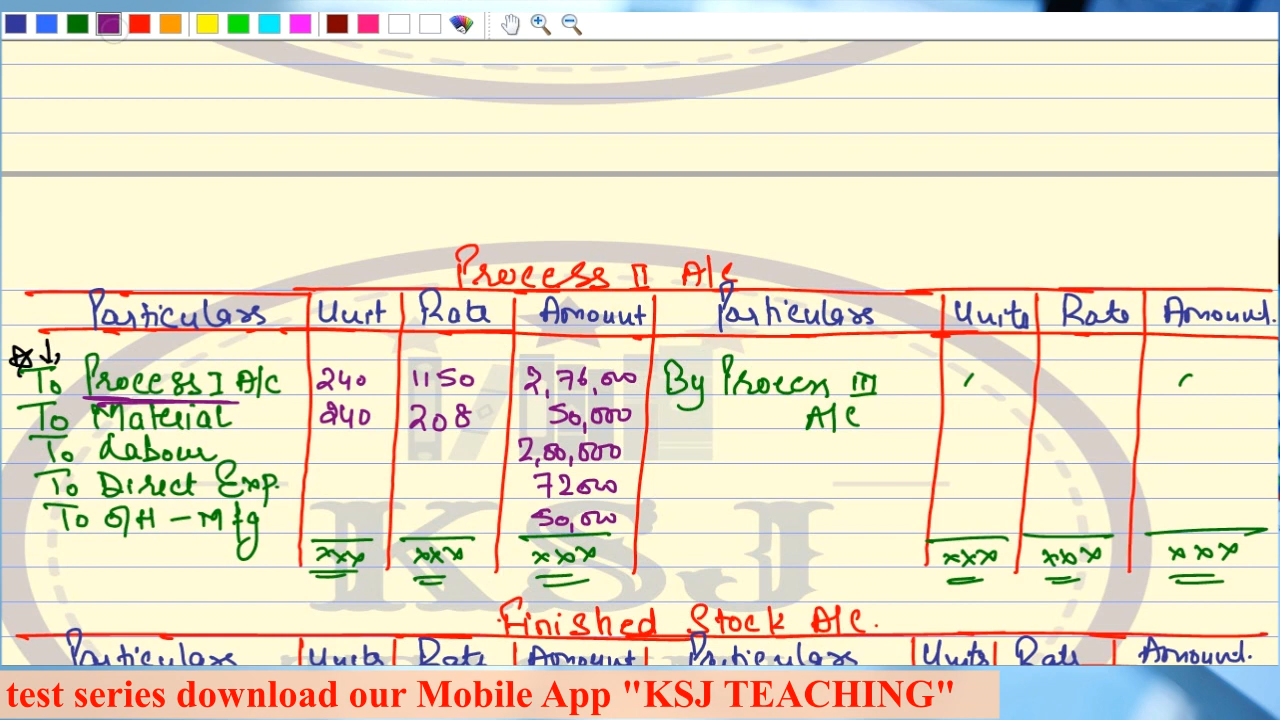 Process II A/c
Particulars Unit Rate Amount Particulars Units Rate Amount.
To Process I A/c 240 1150 2,76,000 By Process III
To Material 240 208 50,000 A/C
To Labour 2,00,000
To Direct Exp. 72000
To O/H - Mfg 50,000
xxx xxx xxx xxx xxx xxx
KSJ
Finished Stock A/c.
Particulars Units Rate Amount Particulars Units Rate Amount.
test series download our Mobile App "KSJ TEACHING"